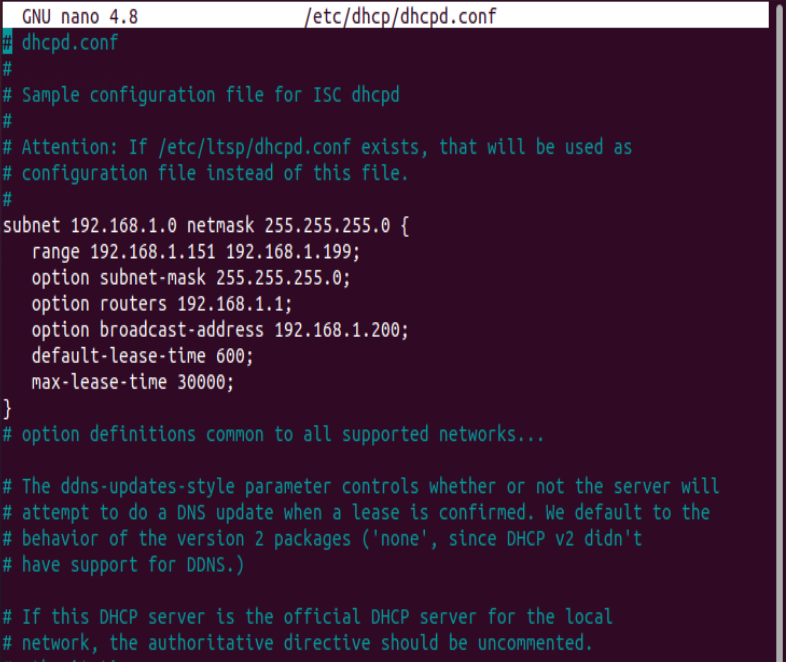 GNU nano 4.8 /etc/dhcp/dhcpd.conf
# dhcpd.conf
#
# Sample configuration file for ISC dhcpd
#
# Attention: If /etc/ltsp/dhcpd.conf exists, that will be used as
# configuration file instead of this file.
#
subnet 192.168.1.0 netmask 255.255.255.0 {
   range 192.168.1.151 192.168.1.199;
   option subnet-mask 255.255.255.0;
   option routers 192.168.1.1;
   option broadcast-address 192.168.1.200;
   default-lease-time 600;
   max-lease-time 30000;
}
# option definitions common to all supported networks...
# The ddns-updates-style parameter controls whether or not the server will
# attempt to do a DNS update when a lease is confirmed. We default to the
# behavior of the version 2 packages ('none', since DHCP v2 didn't
# have support for DDNS.)
# If this DHCP server is the official DHCP server for the local
# network, the authoritative directive should be uncommented.